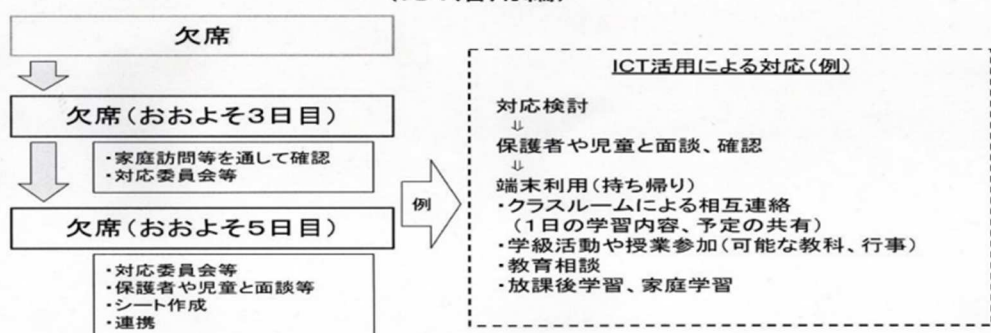 欠席
欠席(おおよそ3日目)
・家庭訪問等を通して確認
・対応委員会等
欠席(おおよそ5日目)
・対応委員会等
・保護者や児童と面談等
・シート作成
・連携
例
ICT活用による対応(例)
対応検討
⇓
保護者や児童と面談、確認
⇓
端末利用(持ち帰り)
・クラスルームによる相互連絡
(1日の学習内容、予定の共有)
・学級活動や授業参加(可能な教科、行事)
・教育相談
・放課後学習、家庭学習